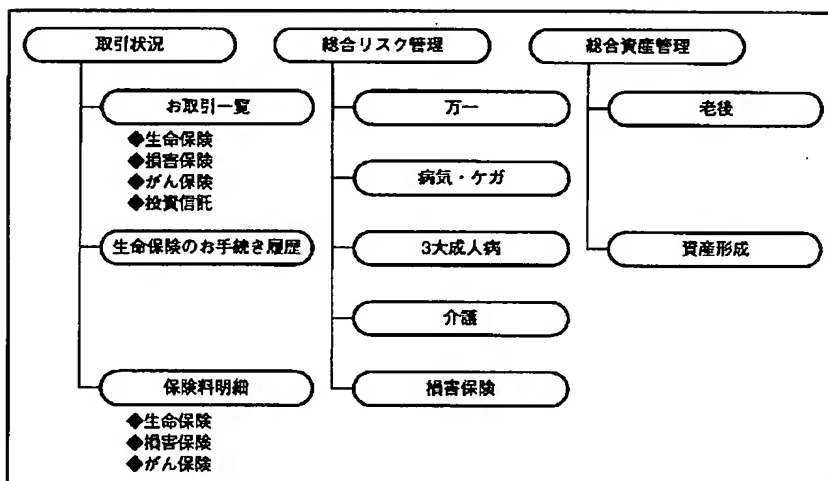 取引状況
お取引一覧
◆生命保険
◆損害保険
◆がん保険
◆投資信託
生命保険のお手続き履歴
保険料明細
◆生命保険
◆損害保険
◆がん保険
総合リスク管理
万一
病気・ケガ
3大成人病
介護
損害保険
総合資産管理
老後
資産形成